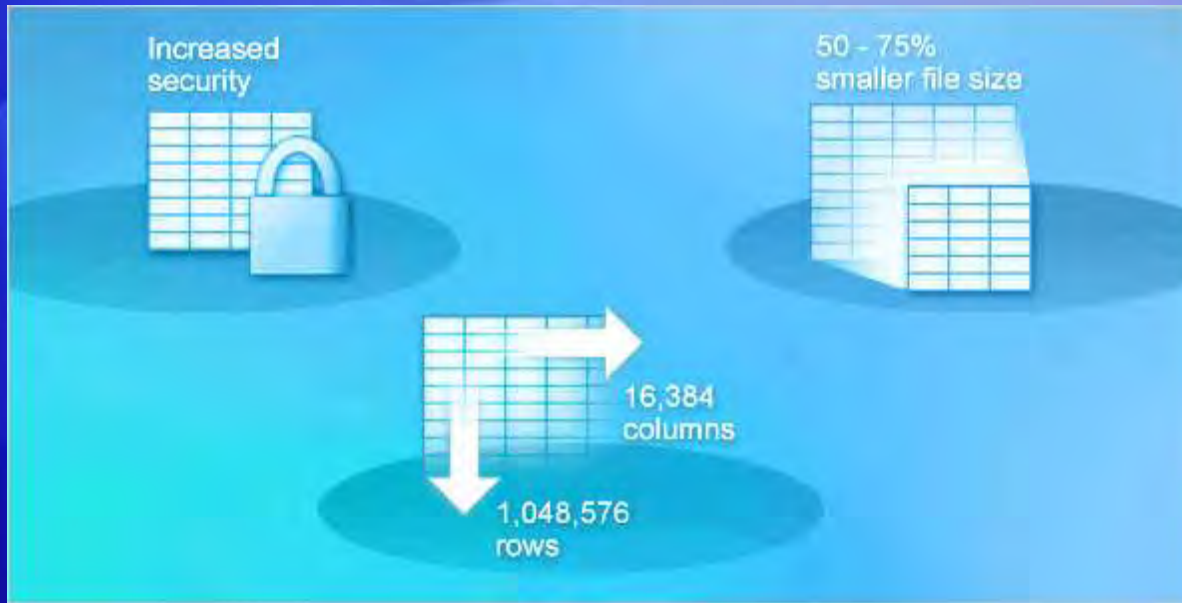 Increased
security
50 - 75%
smaller file size
16,384
columns
1,048,576
rows